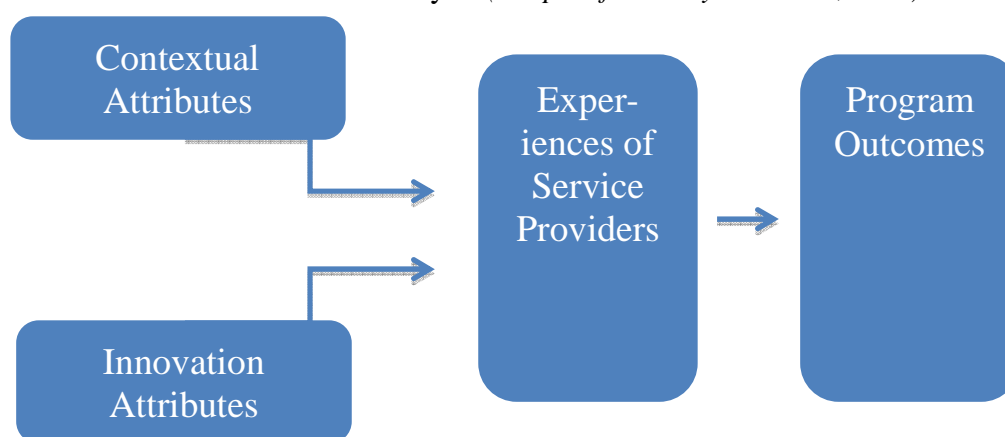 Contextual
Attributes
Exper-
iences of
Service
Providers
Program
Outcomes
Innovation
Attributes